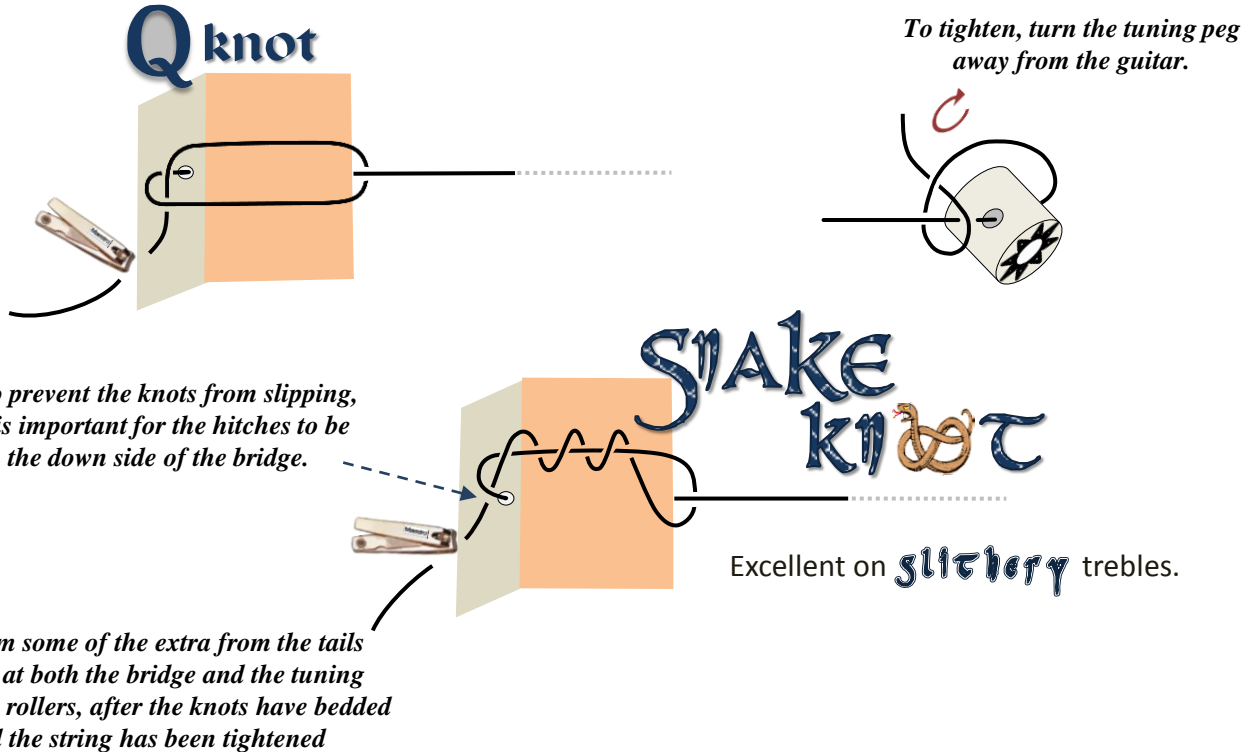 Q knot
To tighten, turn the tuning peg
away from the guitar.
prevent the knots from slipping,
is important for the hitches to be
the down side of the bridge.
SNAKE
KNOT
Excellent on slithery trebles.
some of the extra from the tails
at both the bridge and the tuning
rollers, after the knots have bedded
the string has been tightened